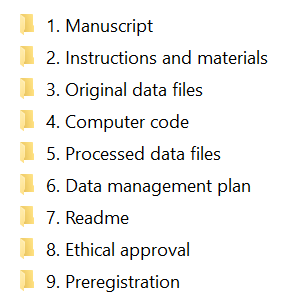 1. Manuscript
2. Instructions and materials
3. Original data files
4. Computer code
5. Processed data files
6. Data management plan
7. Readme
8. Ethical approval
9. Preregistration